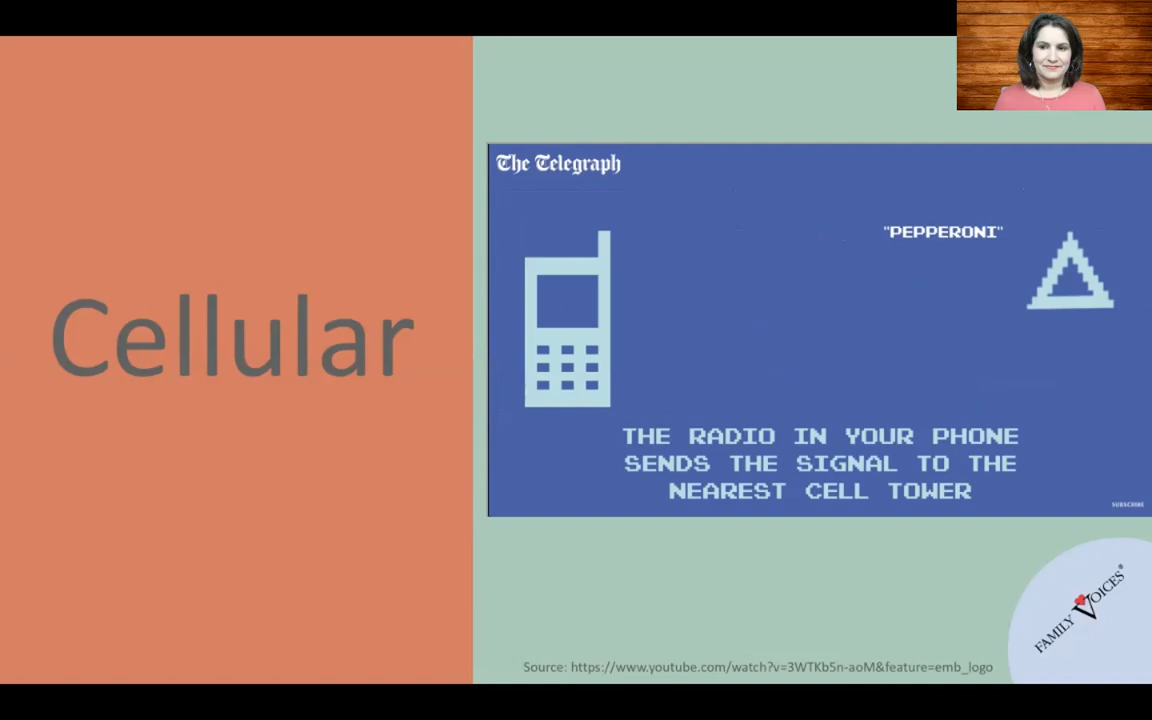 Cellular
The Telegraph
"PEPPERONI"
THE RADIO IN YOUR PHONE
SENDS THE SIGNAL TO THE
NEAREST CELL TOWER
SUBSCRIBE
FAMILY VOICES®
Source: https://www.youtube.com/watch?v=3WTKb5n-aoM&feature=emb_logo